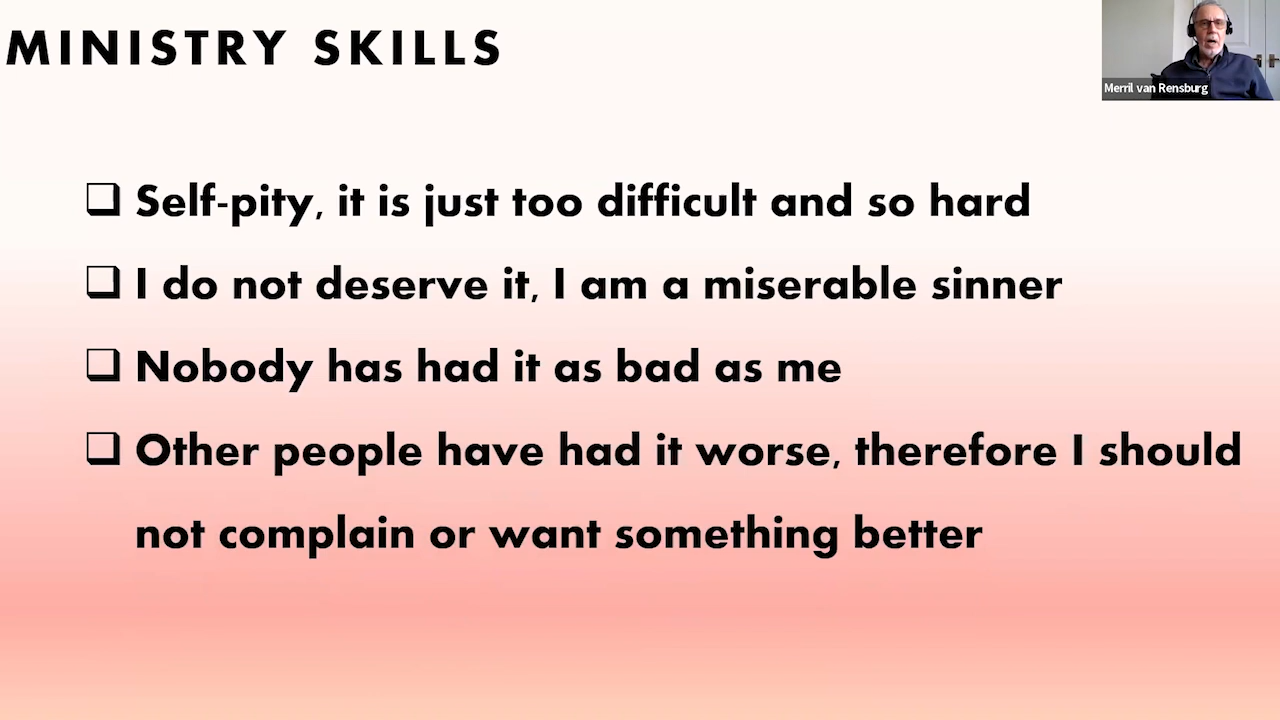 MINISTRY SKILLS
Merril van Rensburg
Self-pity, it is just too difficult and so hard
I do not deserve it, I am a miserable sinner
Nobody has had it as bad as me
Other people have had it worse, therefore I should
not complain or want something better